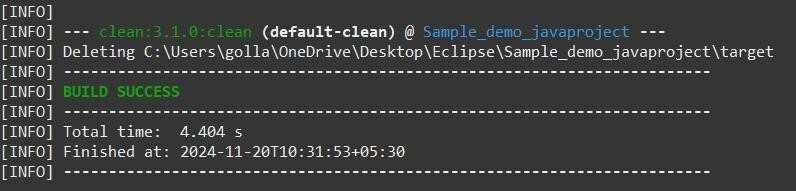 [INFO]
[INFO] --- clean:3.1.0:clean (default-clean) @ Sample_demo_javaproject ---
[INFO] Deleting C:\Users\golla\OneDrive\Desktop\Eclipse\Sample_demo_javaproject\target
[INFO] ------------------------------------------------------------------------
[INFO] BUILD SUCCESS
[INFO] ------------------------------------------------------------------------
[INFO] Total time:  4.404 s
[INFO] Finished at: 2024-11-20T10:31:53+05:30
[INFO] ------------------------------------------------------------------------